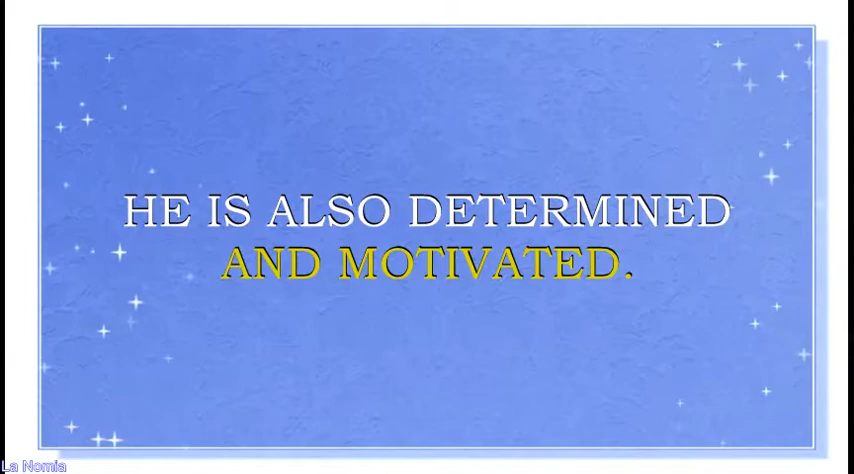 HE IS ALSO DETERMINED
AND MOTIVATED.
La Nomia